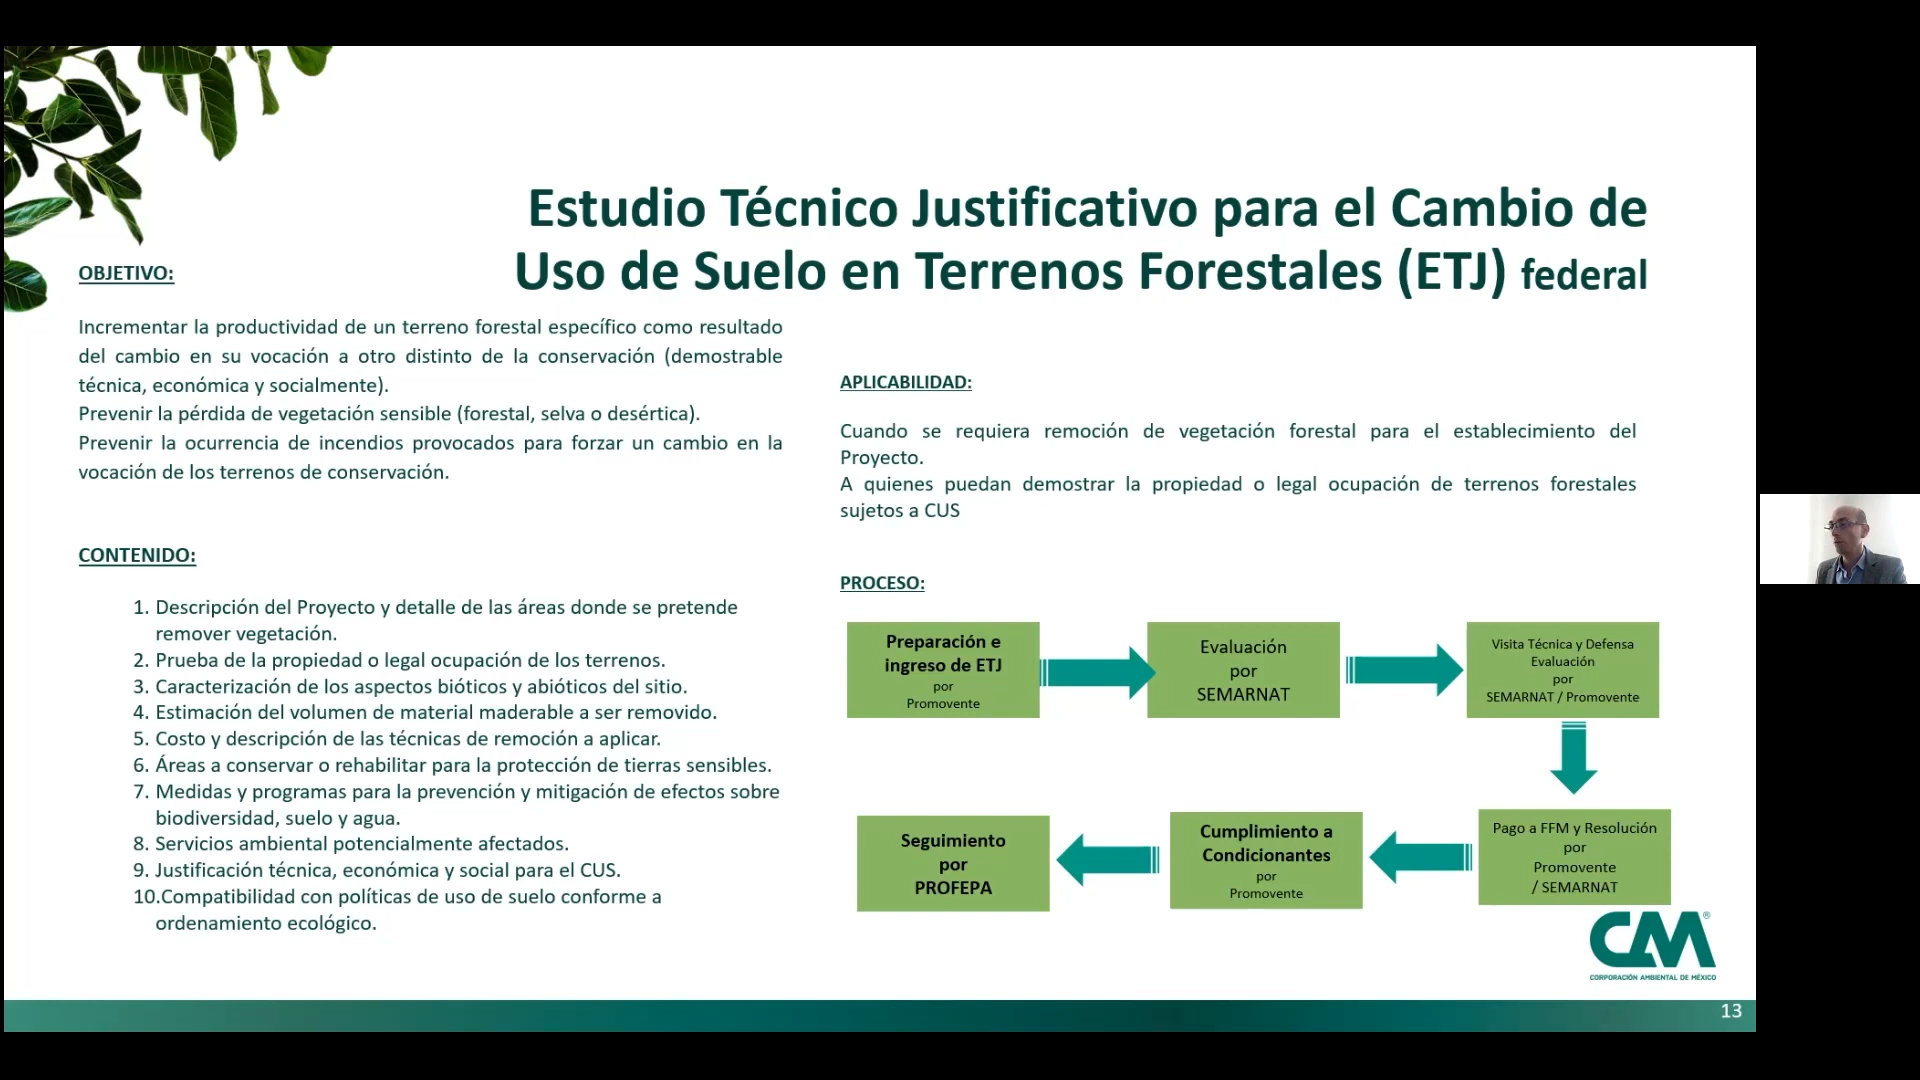 Estudio Técnico Justificativo para el Cambio de
Uso de Suelo en Terrenos Forestales (ETJ) federal
OBJETIVO:
Incrementar la productividad de un terreno forestal específico como resultado
del cambio en su vocación a otro distinto de la conservación (demostrable
técnica, económica y socialmente).
Prevenir la pérdida de vegetación sensible (forestal, selva o desértica).
Prevenir la ocurrencia de incendios provocados para forzar un cambio en la
vocación de los terrenos de conservación.
CONTENIDO:
1. Descripción del Proyecto y detalle de las áreas donde se pretende
remover vegetación.
2. Prueba de la propiedad o legal ocupación de los terrenos.
3. Caracterización de los aspectos bióticos y abióticos del sitio.
4. Estimación del volumen de material maderable a ser removido.
5. Costo y descripción de las técnicas de remoción a aplicar.
6. Áreas a conservar o rehabilitar para la protección de tierras sensibles.
7. Medidas y programas para la prevención y mitigación de efectos sobre
biodiversidad, suelo y agua.
8. Servicios ambiental potencialmente afectados.
9. Justificación técnica, económica y social para el CUS.
10.Compatibilidad con políticas de uso de suelo conforme a
ordenamiento ecológico.
APLICABILIDAD:
Cuando se requiera remoción de vegetación forestal para el establecimiento del
Proyecto.
A quienes puedan demostrar la propiedad o legal ocupación de terrenos forestales
sujetos a CUS
PROCESO:
Preparación e
ingreso de ETJ
por
Promovente
Evaluación
por
SEMARNAT
Visita Técnica y Defensa
Evaluación
por
SEMARNAT / Promovente
Pago a FFM y Resolución
por
Promovente
/ SEMARNAT
Cumplimiento a
Condicionantes
por
Promovente
Seguimiento
por
PROFEPA
CAM®
CORPORACIÓN AMBIENTAL DE MÉXICO
13